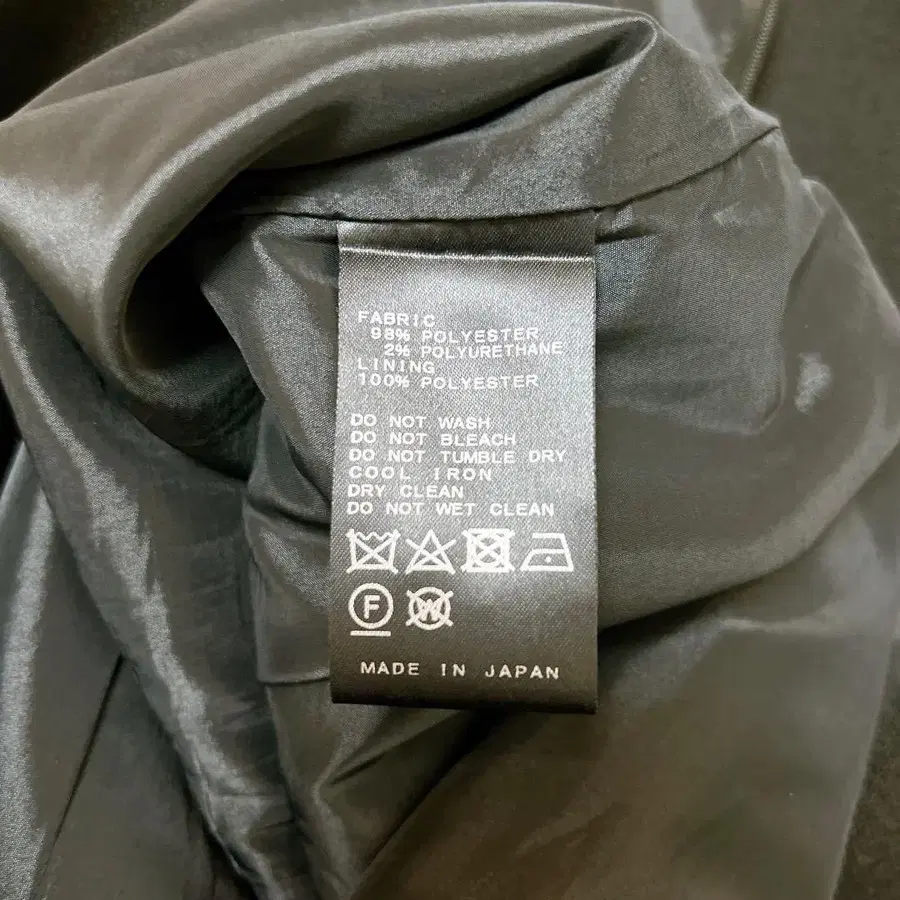 FABRIC
98% POLYESTER
2% POLYURETHANE
LINING
100% POLYESTER
DO NOT WASH
DO NOT BLEACH
DO NOT TUMBLE DRY
COOL IRON
DRY CLEAN
DO NOT WET CLEAN
F W
MADE IN JAPAN